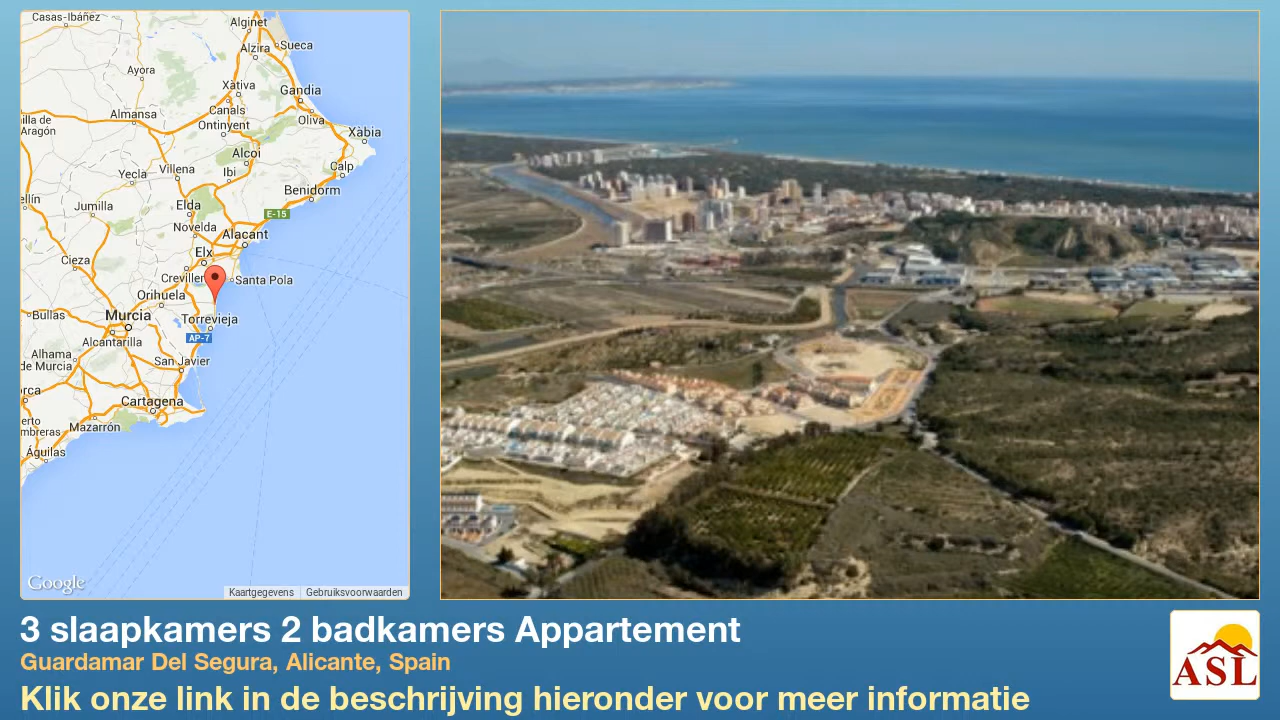 Casas-Ibáñez
Alginet
Alzira
Sueca
Ayora
Xàtiva
Gandia
Almansa
Canals
Oliva
Ontinyent
illa de
Aragón
Xàbia
Alcoi
Calp
Villena
Yecla
Ibi
Benidorm
ellín
Jumilla
Elda
E-15
Novelda
Alacant
Cieza
Elx
Creviller
Santa Pola
Orihuela
Bullas
Murcia
Torrevieja
Alcantarilla
AP-7
Alhama
de Murcia
San Javier
orca
Cartagena
erto
mbreras
Mazarrón
Águilas
Google
Kaartgegevens
Gebruiksvoorwaarden
3 slaapkamers 2 badkamers Appartement
Guardamar Del Segura, Alicante, Spain
Klik onze link in de beschrijving hieronder voor meer informatie
ASL